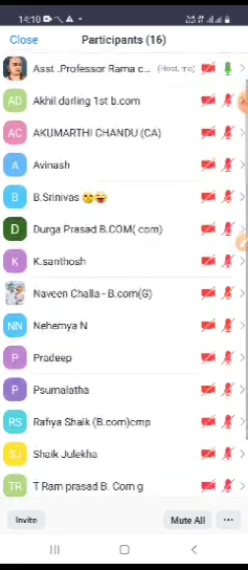 14:10
Close Participants (16)
Asst .Professor Rama c... (Host, me)
AD Akhil darling 1st b.com
AC AKUMARTHI CHANDU (CA)
A Avinash
B B.Srinivas
D Durga Prasad B.COM( com)
K K.santhosh
Naveen Challa - B.com(G)
NN Nehemya N
P Pradeep
P Psumalatha
RS Rafiya Shaik (B.com)cmp
SJ Shaik Julekha
TR T Ram prasad B. Com g
Invite Mute All ...